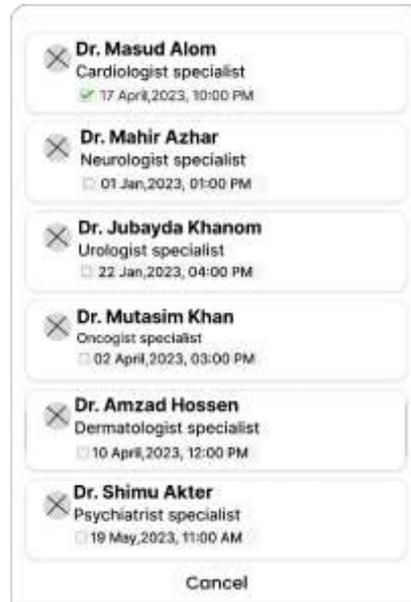 Dr. Masud Alom
Cardiologist specialist
17 April,2023, 10:00 PM
Dr. Mahir Azhar
Neurologist specialist
01 Jan,2023, 01:00 PM
Dr. Jubayda Khanom
Urologist specialist
22 Jan,2023, 04:00 PM
Dr. Mutasim Khan
Oncogist specialist
02 April,2023, 03:00 PM
Dr. Amzad Hossen
Dermatologist specialist
10 April,2023, 12:00 PM
Dr. Shimu Akter
Psychiatrist specialist
19 May,2023, 11:00 AM
Cancel